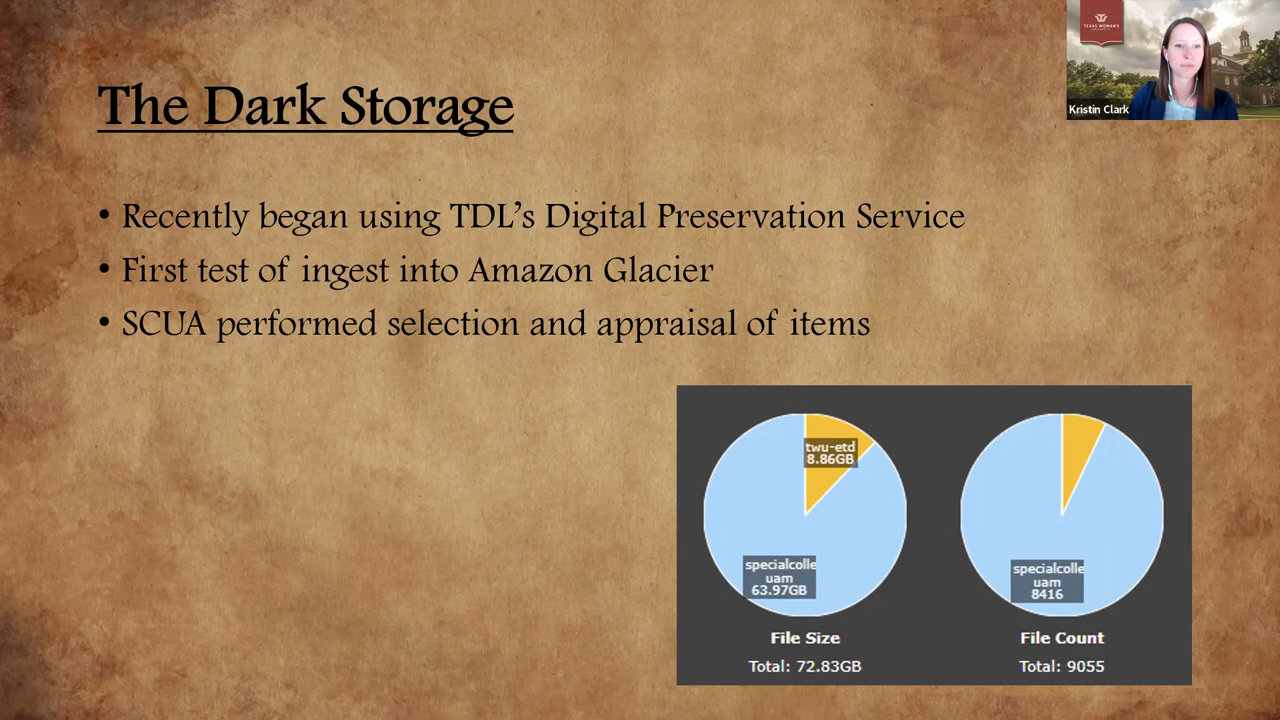 TEXAS WOMAN'S
Kristin Clark
The Dark Storage
• Recently began using TDL’s Digital Preservation Service
• First test of ingest into Amazon Glacier
• SCUA performed selection and appraisal of items
twu-etd
8.86GB
specialcolle
uam
63.97GB
File Size
Total: 72.83GB
specialcolle
uam
8416
File Count
Total: 9055